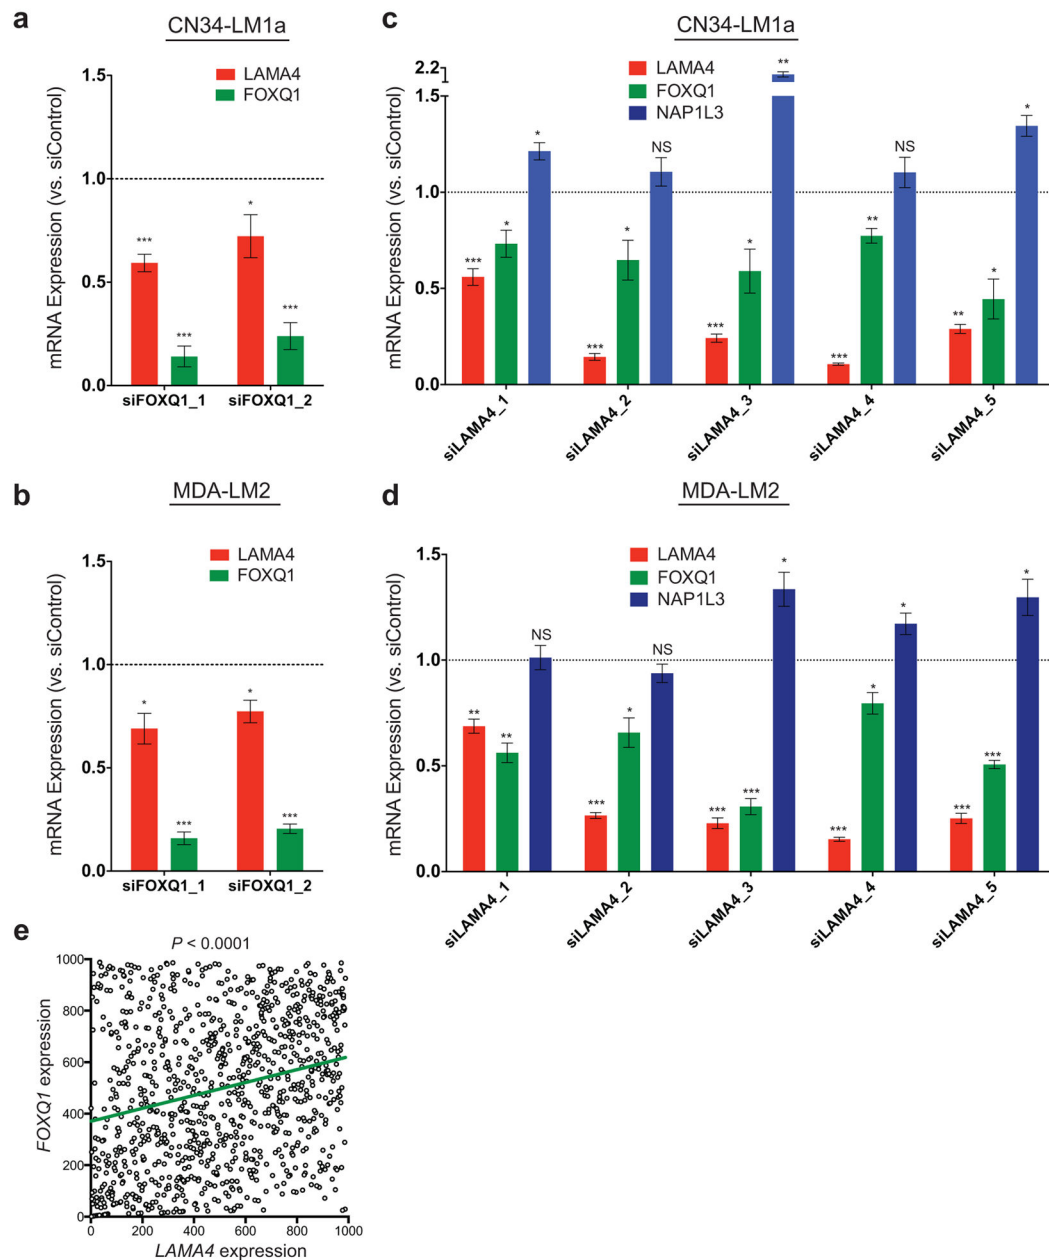 a
CN34-LM1a
mRNA Expression (vs. siControl)
1.5
1.0
0.5
0.0
LAMA4
FOXQ1
***
***
*
***
siFOXQ1_1
siFOXQ1_2
c
CN34-LM1a
mRNA Expression (vs. siControl)
2.2
1.5
1.0
0.5
0.0
LAMA4
FOXQ1
NAP1L3
***
*
*
***
*
NS
***
*
**
***
**
NS
**
*
*
siLAMA4_1
siLAMA4_2
siLAMA4_3
siLAMA4_4
siLAMA4_5
b
MDA-LM2
mRNA Expression (vs. siControl)
1.5
1.0
0.5
0.0
LAMA4
FOXQ1
*
***
*
***
siFOXQ1_1
siFOXQ1_2
d
MDA-LM2
mRNA Expression (vs. siControl)
1.5
1.0
0.5
0.0
LAMA4
FOXQ1
NAP1L3
**
**
NS
***
*
NS
***
***
*
***
*
*
***
***
*
siLAMA4_1
siLAMA4_2
siLAMA4_3
siLAMA4_4
siLAMA4_5
e
P < 0.0001
FOXQ1 expression
1000
800
600
400
200
0
0 200 400 600 800 1000
LAMA4 expression